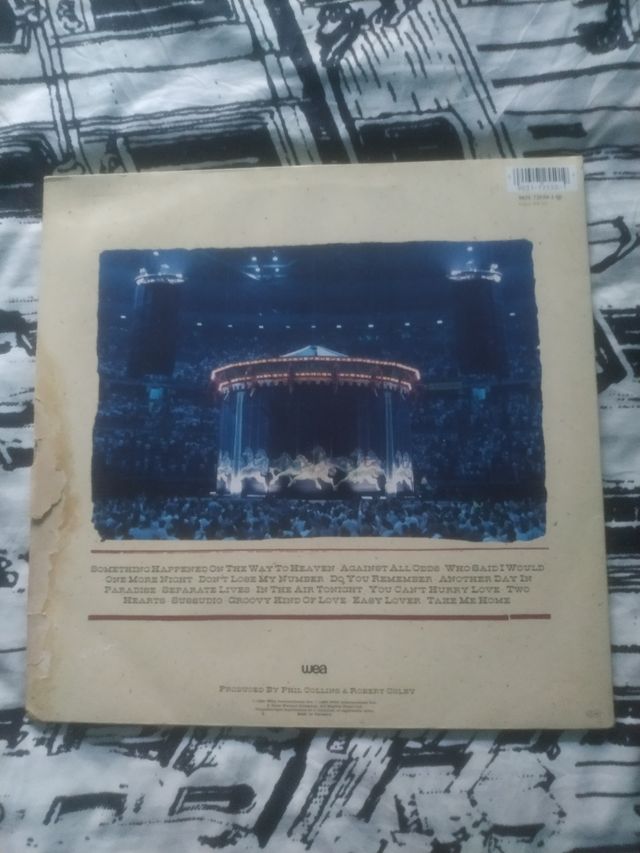 SOMETHING HAPPENED ON THE WAY TO HEAVEN AGAINST ALL ODDS WHO SAID I WOULD
ONE MORE NIGHT DON'T LOSE MY NUMBER DO YOU REMEMBER ANOTHER DAY IN
PARADISE SEPARATE LIVES IN THE AIR TONIGHT YOU CAN'T HURRY LOVE TWO
HEARTS SUSSUDIO GROOVY KIND OF LOVE EASY LOVER TAKE ME HOME
wea
PRODUCED BY PHIL COLLINS & ROBERT COLBY